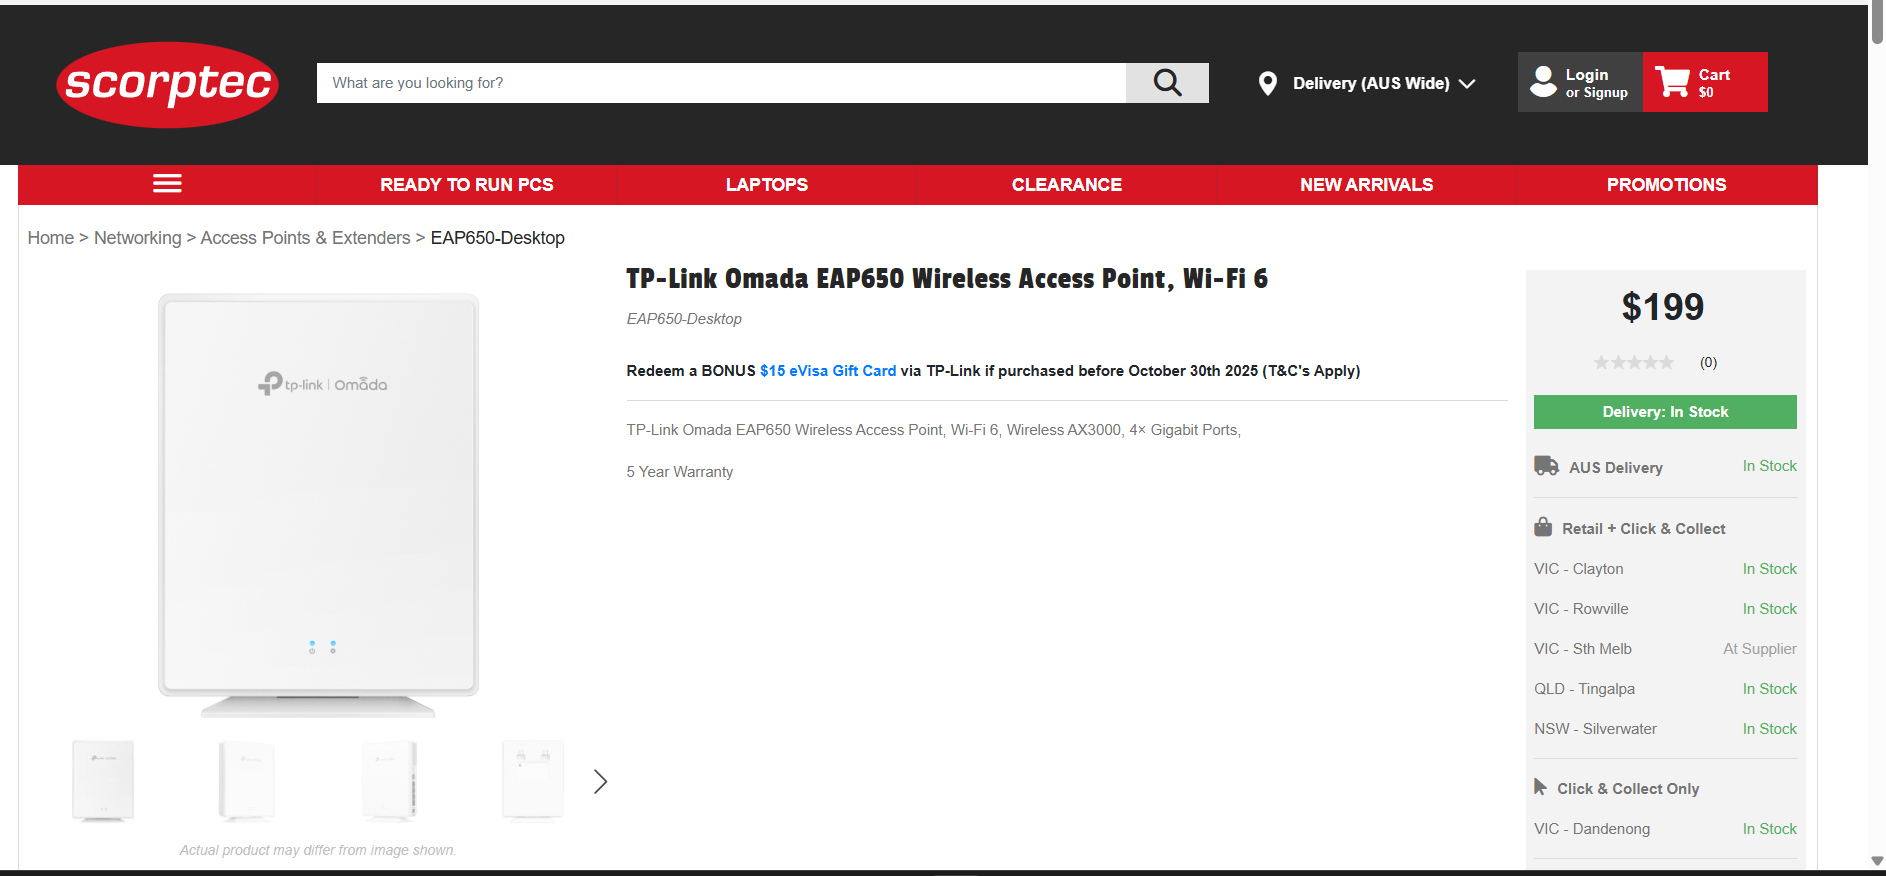 scorptec
What are you looking for?
Delivery (AUS Wide)
Login
or Signup
Cart
$0
READY TO RUN PCS
LAPTOPS
CLEARANCE
NEW ARRIVALS
PROMOTIONS
Home > Networking > Access Points & Extenders > EAP650-Desktop
tp-link | omada
TP-Link Omada EAP650 Wireless Access Point, Wi-Fi 6
EAP650-Desktop
Redeem a BONUS $15 eVisa Gift Card via TP-Link if purchased before October 30th 2025 (T&C's Apply)
TP-Link Omada EAP650 Wireless Access Point, Wi-Fi 6, Wireless AX3000, 4× Gigabit Ports,
5 Year Warranty
Actual product may differ from image shown.
$199
(0)
Delivery: In Stock
AUS Delivery In Stock
Retail + Click & Collect
VIC - Clayton In Stock
VIC - Rowville In Stock
VIC - Sth Melb At Supplier
QLD - Tingalpa In Stock
NSW - Silverwater In Stock
Click & Collect Only
VIC - Dandenong In Stock